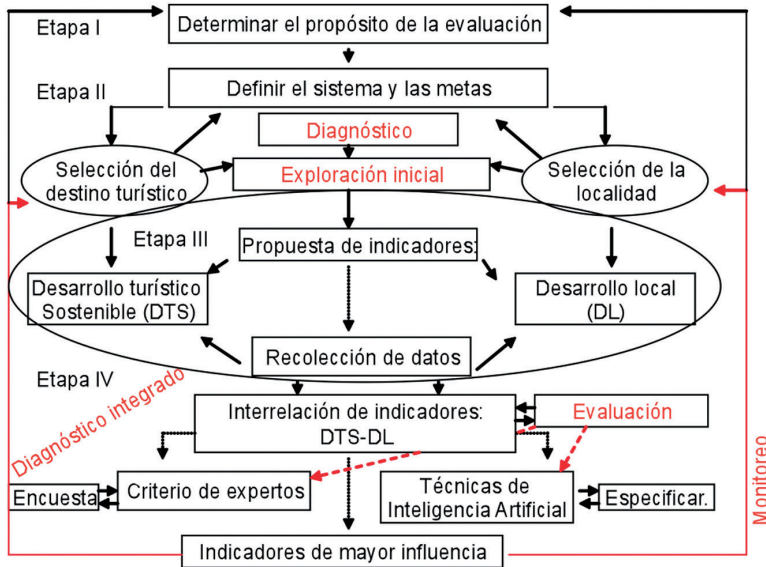 Etapa I
Determinar el propósito de la evaluación
Etapa II
Definir el sistema y las metas
Diagnóstico
Selección del
destino turístico
Exploración inicial
Selección de la
localidad
Etapa III
Propuesta de indicadores:
Desarrollo turístico
Sostenible (DTS)
Desarrollo local
(DL)
Recolección de datos
Etapa IV
Diagnóstico integrado
Interrelación de indicadores:
DTS-DL
Evaluación
Encuesta
Criterio de expertos
Técnicas de
Inteligencia Artificial
Especificar.
Monitoreo
Indicadores de mayor influencia